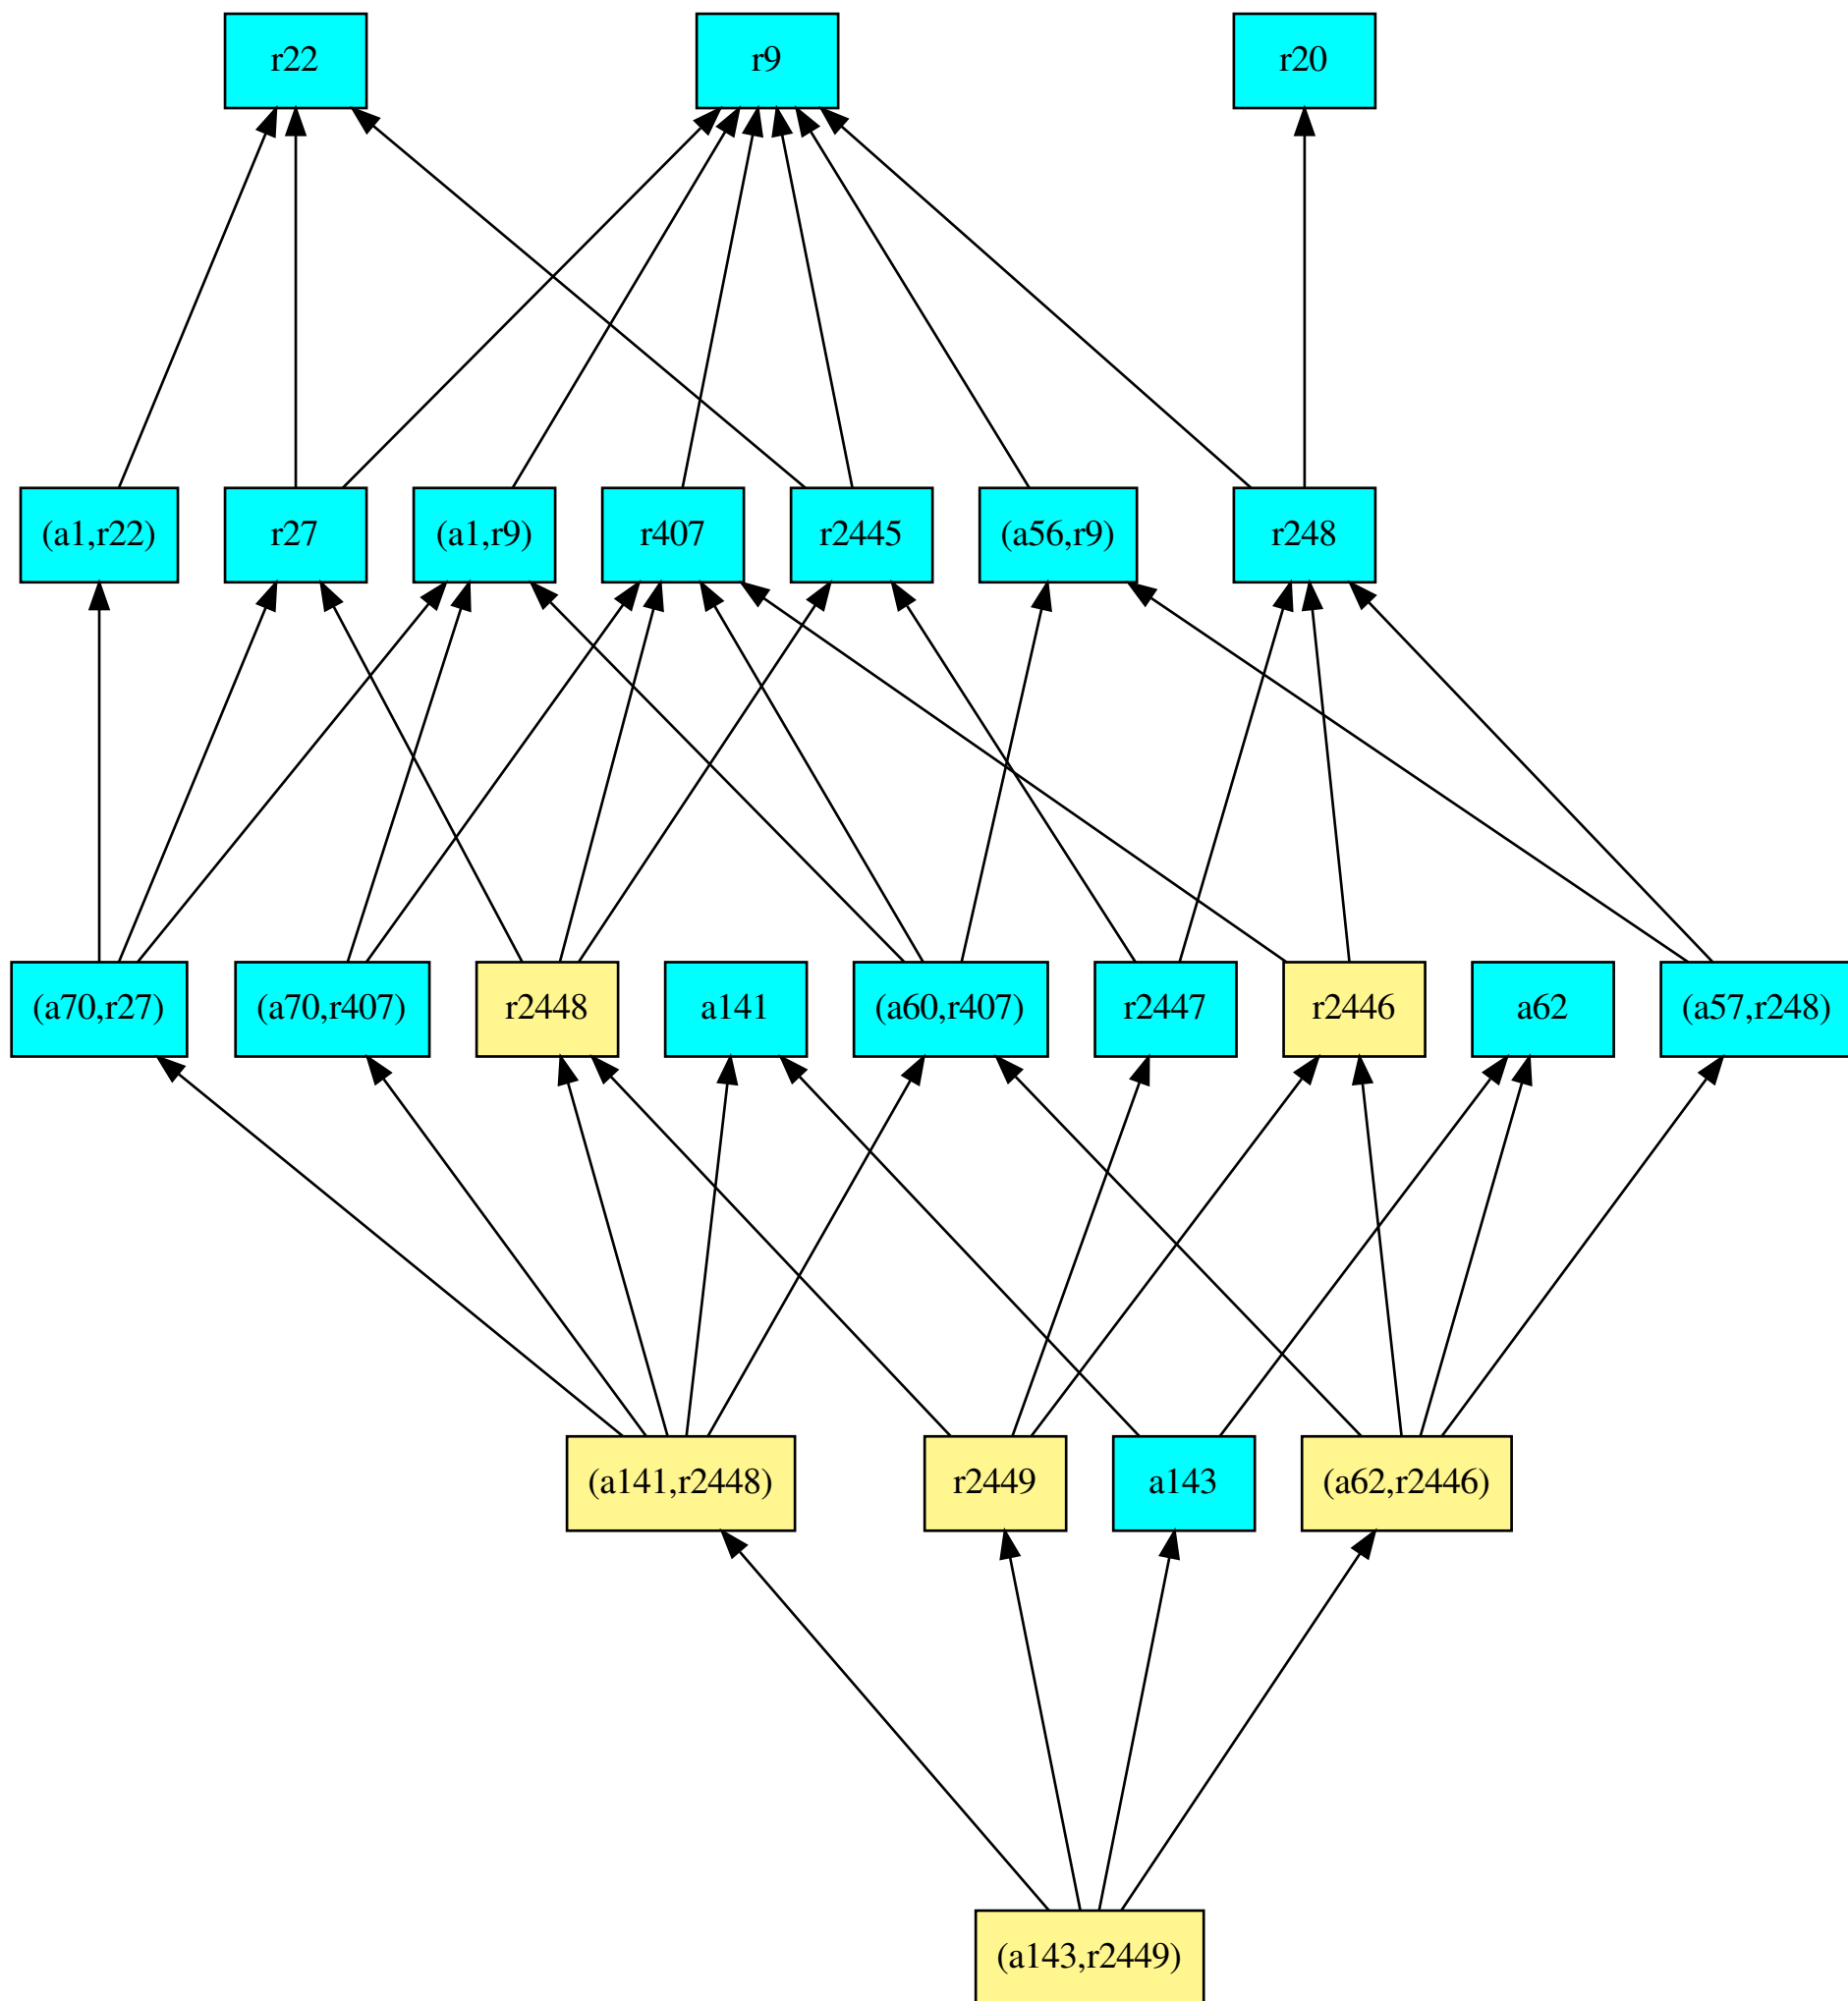 r22
r9
r20
(a1,r22)
r27
(a1,r9)
r407
r2445
(a56,r9)
r248
(a70,r27)
(a70,r407)
r2448
a141
(a60,r407)
r2447
r2446
a62
(a57,r248)
(a141,r2448)
r2449
a143
(a62,r2446)
(a143,r2449)